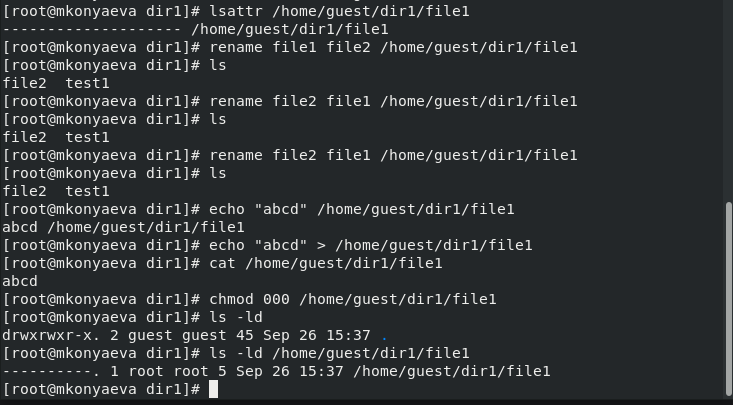 [root@mkonyaeva dir1]# lsattr /home/guest/dir1/file1
-------------------- /home/guest/dir1/file1
[root@mkonyaeva dir1]# rename file1 file2 /home/guest/dir1/file1
[root@mkonyaeva dir1]# ls
file2  test1
[root@mkonyaeva dir1]# rename file2 file1 /home/guest/dir1/file1
[root@mkonyaeva dir1]# ls
file2  test1
[root@mkonyaeva dir1]# rename file2 file1 /home/guest/dir1/file1
[root@mkonyaeva dir1]# ls
file2  test1
[root@mkonyaeva dir1]# echo "abcd" /home/guest/dir1/file1
abcd /home/guest/dir1/file1
[root@mkonyaeva dir1]# echo "abcd" > /home/guest/dir1/file1
[root@mkonyaeva dir1]# cat /home/guest/dir1/file1
abcd
[root@mkonyaeva dir1]# chmod 000 /home/guest/dir1/file1
[root@mkonyaeva dir1]# ls -ld
drwxrwxr-x. 2 guest guest 45 Sep 26 15:37 .
[root@mkonyaeva dir1]# ls -ld /home/guest/dir1/file1
----------. 1 root root 5 Sep 26 15:37 /home/guest/dir1/file1
[root@mkonyaeva dir1]#